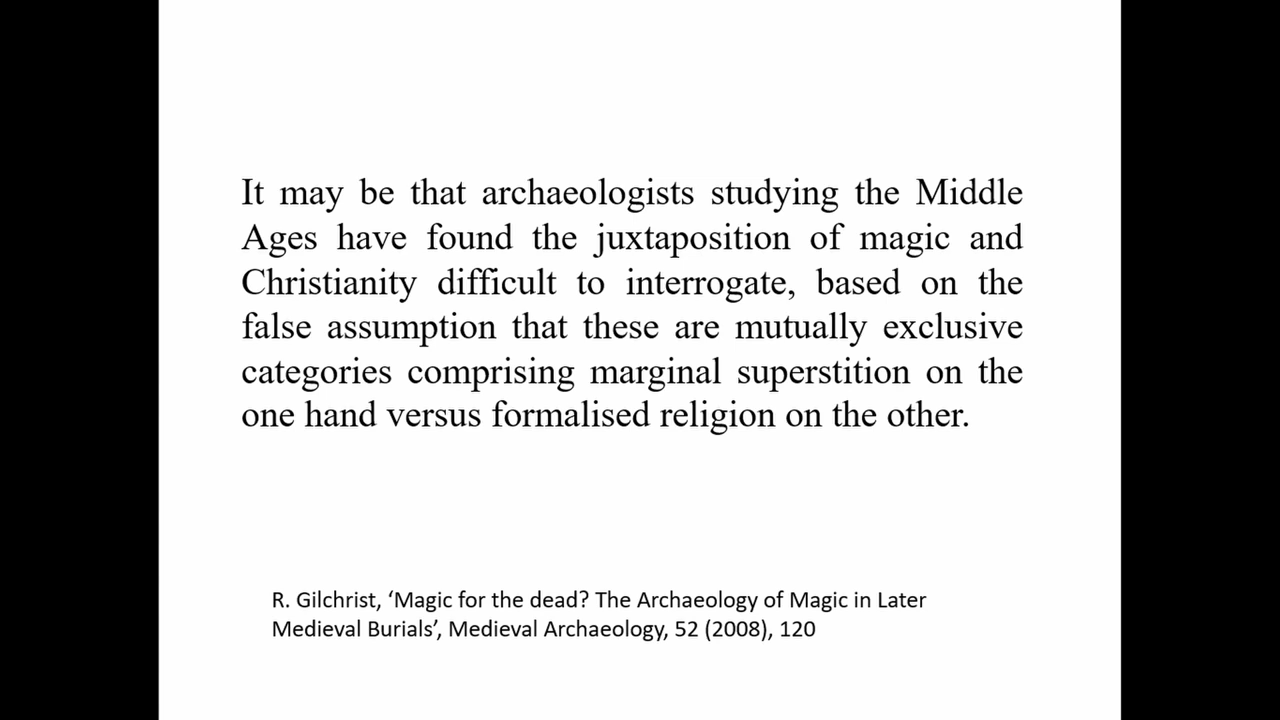 It may be that archaeologists studying the Middle
Ages have found the juxtaposition of magic and
Christianity difficult to interrogate, based on the
false assumption that these are mutually exclusive
categories comprising marginal superstition on the
one hand versus formalised religion on the other.
R. Gilchrist, ‘Magic for the dead? The Archaeology of Magic in Later
Medieval Burials’, Medieval Archaeology, 52 (2008), 120